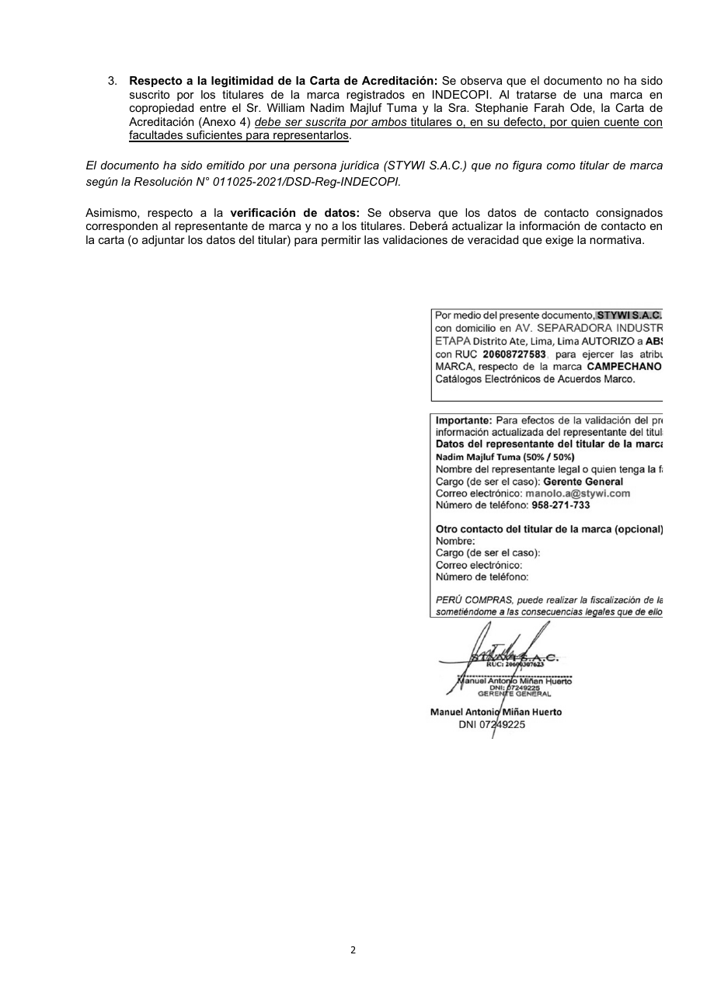 3. Respecto a la legitimidad de la Carta de Acreditación: Se observa que el documento no ha sido
suscrito por los titulares de la marca registrados en INDECOPI. Al tratarse de una marca en
copropiedad entre el Sr. William Nadim Majluf Tuma y la Sra. Stephanie Farah Ode, la Carta de
Acreditación (Anexo 4) debe ser suscrita por ambos titulares o, en su defecto, por quien cuente con
facultades suficientes para representarlos.
El documento ha sido emitido por una persona jurídica (STYWI S.A.C.) que no figura como titular de marca
según la Resolución N° 011025-2021/DSD-Reg-INDECOPI.
Asimismo, respecto a la verificación de datos: Se observa que los datos de contacto consignados
corresponden al representante de marca y no a los titulares. Deberá actualizar la información de contacto en
la carta (o adjuntar los datos del titular) para permitir las validaciones de veracidad que exige la normativa.
Por medio del presente documento, STYWI S.A.C.
con domicilio en AV. SEPARADORA INDUSTR
ETAPA Distrito Ate, Lima, Lima AUTORIZO a ABS
con RUC 20608727583, para ejercer las atribu
MARCA, respecto de la marca CAMPECHANO
Catálogos Electrónicos de Acuerdos Marco.
Importante: Para efectos de la validación del pre
información actualizada del representante del titul
Datos del representante del titular de la marca
Nadim Majluf Tuma (50% / 50%)
Nombre del representante legal o quien tenga la fa
Cargo (de ser el caso): Gerente General
Correo electrónico: manolo.a@stywi.com
Número de teléfono: 958-271-733
Otro contacto del titular de la marca (opcional)
Nombre:
Cargo (de ser el caso):
Correo electrónico:
Número de teléfono:
PERÚ COMPRAS, puede realizar la fiscalización de la
sometiéndome a las consecuencias legales que de ello
S.A.C.
RUC: 20600307623
Manuel Antonio Miñan Huerto
DNI: 07249225
GERENTE GENERAL
Manuel Antonio Miñan Huerto
DNI 07249225
2